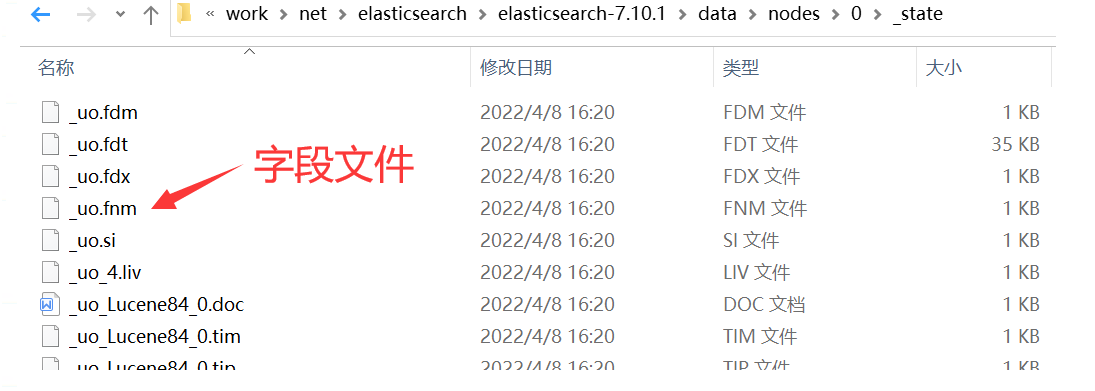 « work > net > elasticsearch > elasticsearch-7.10.1 > data > nodes > 0 > _state
名称 修改日期 类型 大小
_uo.fdm 2022/4/8 16:20 FDM 文件 1 KB
_uo.fdt 2022/4/8 16:20 FDT 文件 35 KB
字段文件
_uo.fdx 2022/4/8 16:20 FDX 文件 1 KB
_uo.fnm 2022/4/8 16:20 FNM 文件 1 KB
_uo.si 2022/4/8 16:20 SI 文件 1 KB
_uo_4.liv 2022/4/8 16:20 LIV 文件 1 KB
_uo_Lucene84_0.doc 2022/4/8 16:20 DOC 文档 1 KB
_uo_Lucene84_0.tim 2022/4/8 16:20 TIM 文件 1 KB
_uo_Lucene84_0.tip 2022/4/8 16:20 TIP 文件 1 KB